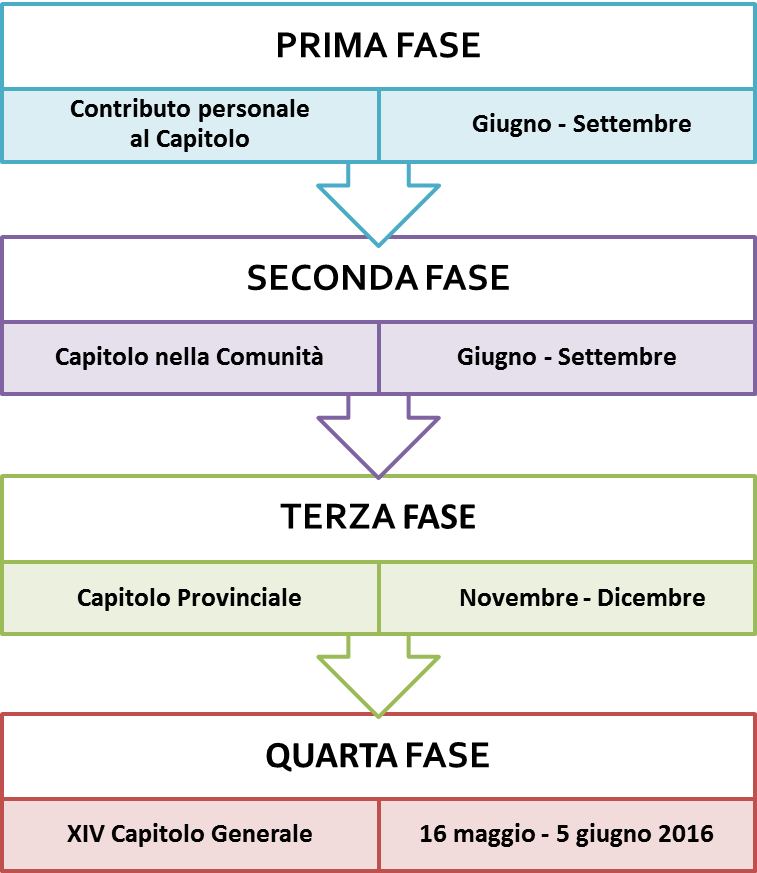 PRIMA FASE
Contributo personale
al Capitolo
Giugno - Settembre
SECONDA FASE
Capitolo nella Comunità
Giugno - Settembre
TERZA FASE
Capitolo Provinciale
Novembre - Dicembre
QUARTA FASE
XIV Capitolo Generale
16 maggio - 5 giugno 2016